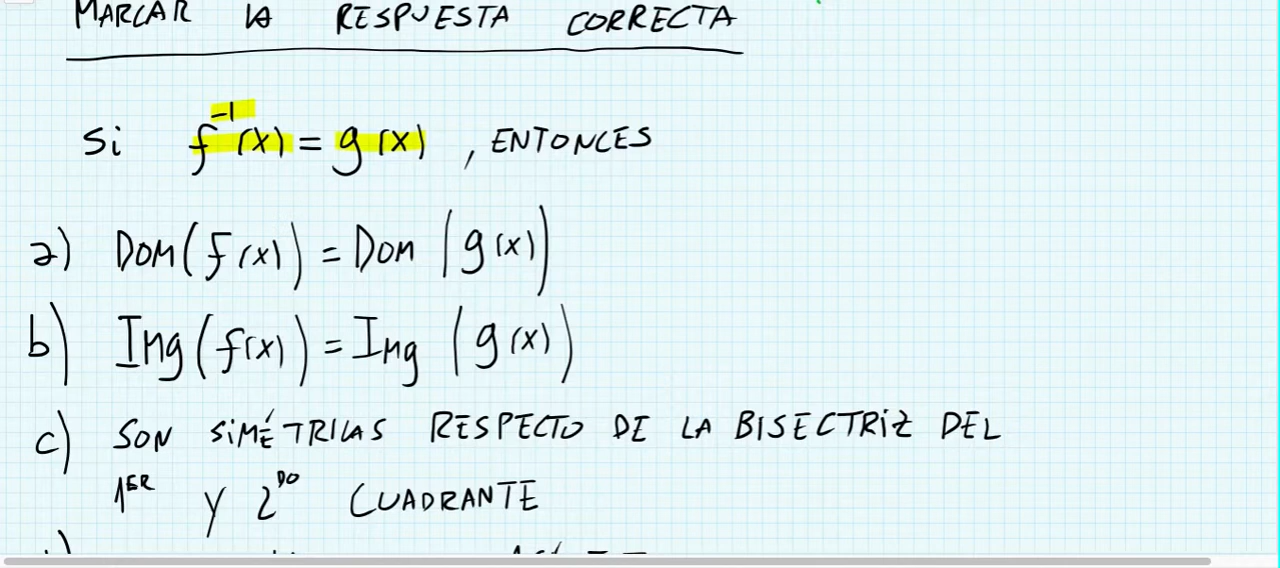 MARCAR LA RESPUESTA CORRECTA
Si f⁻¹(x) = g(x), ENTONCES
a) DOM(f(x)) = DOM(g(x))
b) IMg(f(x)) = IMg(g(x))
c) SON SIMÉTRICAS RESPECTO DE LA BISECTRIZ DEL
1ER Y 2DO CUADRANTE